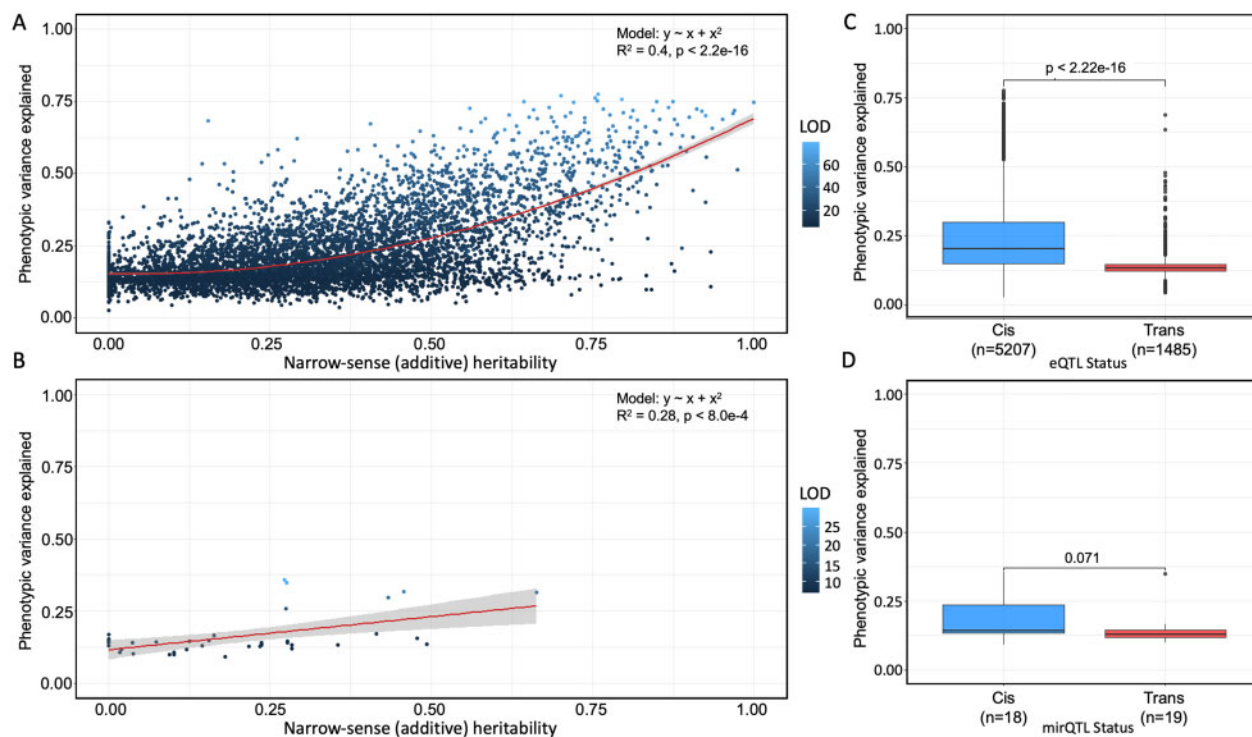 A
Model: y ~ x + x²
R² = 0.4, p < 2.2e-16
Phenotypic variance explained
1.00
0.75
0.50
0.25
0.00
0.00 0.25 0.50 0.75 1.00
Narrow-sense (additive) heritability
LOD
60
40
20
C
p < 2.22e-16
Phenotypic variance explained
1.00
0.75
0.50
0.25
0.00
Cis Trans
(n=5207) (n=1485)
eQTL Status
B
Model: y ~ x + x²
R² = 0.28, p < 8.0e-4
Phenotypic variance explained
1.00
0.75
0.50
0.25
0.00
0.00 0.25 0.50 0.75 1.00
Narrow-sense (additive) heritability
LOD
25
20
15
10
D
0.071
Phenotypic variance explained
1.00
0.75
0.50
0.25
0.00
Cis Trans
(n=18) (n=19)
mirQTL Status